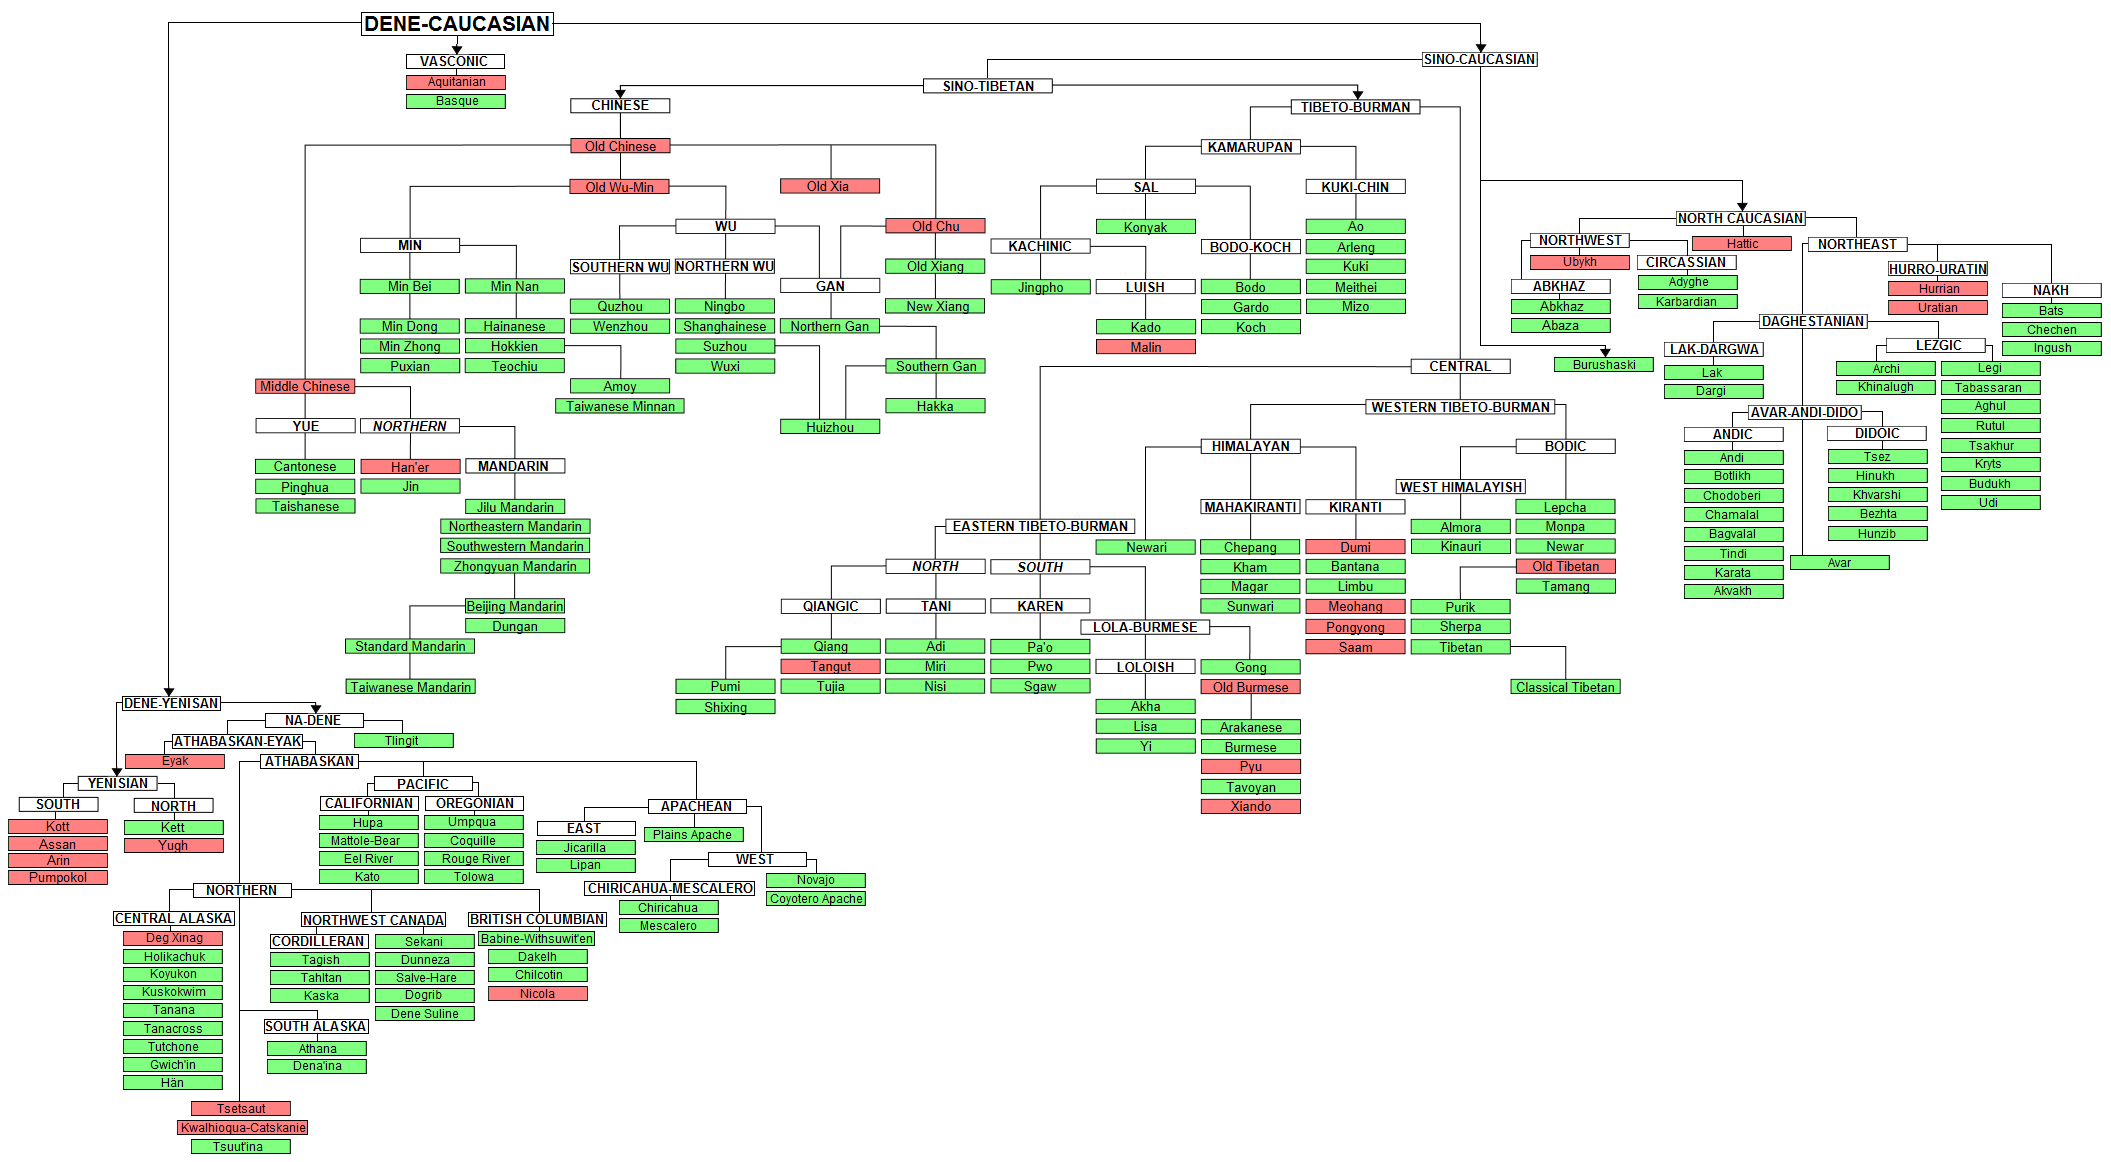 DENE-CAUCASIAN
VASCONIC
Aquitanian
Basque
SINO-CAUCASIAN
SINO-TIBETAN
CHINESE
Old Chinese
Old Wu-Min
Old Xia
Old Chu
Old Xiang
New Xiang
MIN
Min Bei
Min Dong
Min Zhong
Puxian
Min Nan
Hainanese
Hokkien
Teochiu
Amoy
Taiwanese Minnan
WU
SOUTHERN WU
Quzhou
Wenzhou
NORTHERN WU
Ningbo
Shanghainese
Suzhou
Wuxi
GAN
Northern Gan
Southern Gan
Hakka
Huizhou
Middle Chinese
YUE
Cantonese
Pinghua
Taishanese
NORTHERN
Han'er
Jin
MANDARIN
Jilu Mandarin
Northeastern Mandarin
Southwestern Mandarin
Zhongyuan Mandarin
Beijing Mandarin
Dungan
Standard Mandarin
Taiwanese Mandarin
TIBETO-BURMAN
KAMARUPAN
SAL
Konyak
KACHINIC
Jingpho
LUISH
Kado
Malin
BODO-KOCH
Bodo
Gardo
Koch
KUKI-CHIN
Ao
Arleng
Kuki
Meithei
Mizo
CENTRAL
WESTERN TIBETO-BURMAN
HIMALAYAN
Newari
MAHAKIRANTI
Chepang
Kham
Magar
Sunwari
KIRANTI
Dumi
Bantana
Limbu
Meohang
Pongyong
Saam
BODIC
WEST HIMALAYISH
Almora
Kinauri
Lepcha
Monpa
Newar
Old Tibetan
Tamang
Purik
Sherpa
Tibetan
Classical Tibetan
EASTERN TIBETO-BURMAN
NORTH
QIANGIC
Qiang
Tangut
Tujia
Pumi
Shixing
TANI
Adi
Miri
Nisi
SOUTH
KAREN
Pa'o
Pwo
Sgaw
LOLA-BURMESE
LOLOISH
Akha
Lisa
Yi
Gong
Old Burmese
Arakanese
Burmese
Pyu
Tavoyan
Xiando
Burushaski
NORTH CAUCASIAN
Hattic
NORTHWEST
Ubykh
ABKHAZ
Abkhaz
Abaza
CIRCASSIAN
Adyghe
Karbardian
NORTHEAST
HURRO-URATIN
Hurrian
Uratian
NAKH
Bats
Chechen
Ingush
DAGHESTANIAN
LAK-DARGWA
Lak
Dargi
LEZGIC
Archi
Khinalugh
Legi
Tabassaran
Aghul
Rutul
Tsakhur
Kryts
Budukh
Udi
AVAR-ANDI-DIDO
ANDIC
Andi
Botlikh
Chodoberi
Chamalal
Bagvalal
Tindi
Karata
Akvakh
DIDOIC
Tsez
Hinukh
Khvarshi
Bezhta
Hunzib
Avar
DENE-YENISAN
NA-DENE
Tlingit
ATHABASKAN-EYAK
Eyak
YENISIAN
SOUTH
Kott
Assan
Arin
Pumpokol
NORTH
Kett
Yugh
ATHABASKAN
PACIFIC
CALIFORNIAN
Hupa
Mattole-Bear
Eel River
Kato
OREGONIAN
Umpqua
Coquille
Rouge River
Tolowa
APACHEAN
EAST
Jicarilla
Lipan
Plains Apache
WEST
CHIRICAHUA-MESCALERO
Chiricahua
Mescalero
Novajo
Coyotero Apache
NORTHERN
CENTRAL ALASKA
Deg Xinag
Holikachuk
Koyukon
Kuskokwim
Tanana
Tanacross
Tutchone
Gwich'in
Hän
NORTHWEST CANADA
CORDILLERAN
Tagish
Tahltan
Kaska
Sekani
Dunneza
Salve-Hare
Dogrib
Dene Suline
BRITISH COLUMBIAN
Babine-Withsuwit'en
Dakelh
Chilcotin
Nicola
SOUTH ALASKA
Athana
Dena'ina
Tsetsaut
Kwalhioqua-Catskanie
Tsuut'ina